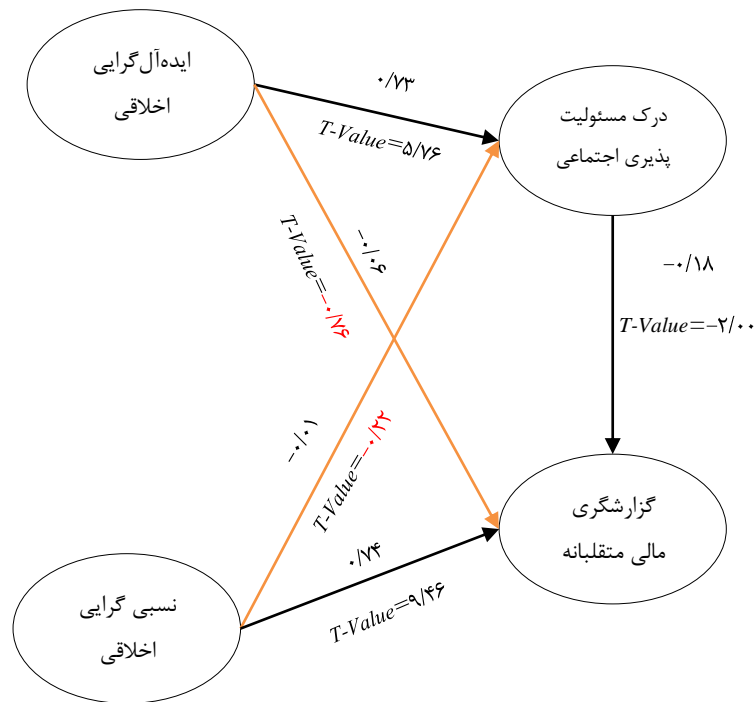 ایده‌آل‌گرایی
اخلاقی
۰/۷۳
T-Value=۵/۷۶
درک مسئولیت
پذیری اجتماعی
−۰/۰۶
T-Value=−۰/۷۶
−۰/۱۸
T-Value=−۲/۰۰
−۰/۰۱
T-Value=−۰/۲۲
گزارشگری
مالی متقلبانه
۰/۷۴
T-Value=۹/۴۶
نسبی گرایی
اخلاقی